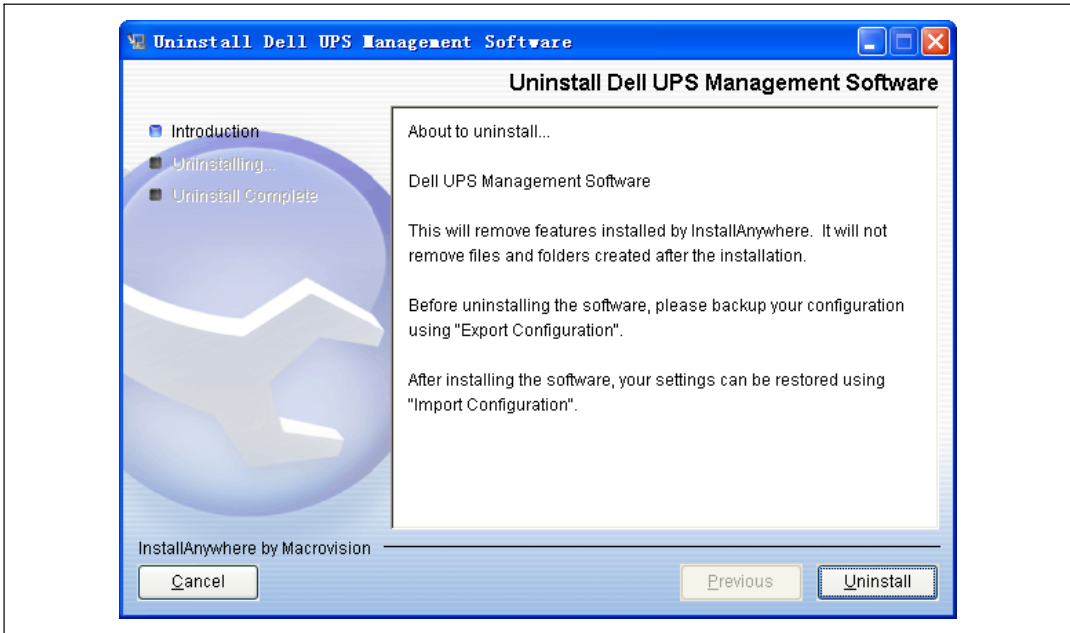 Uninstall Dell UPS Management Software
Uninstall Dell UPS Management Software
Introduction
Uninstalling...
Uninstall Complete
About to uninstall...
Dell UPS Management Software
This will remove features installed by InstallAnywhere.  It will not
remove files and folders created after the installation.
Before uninstalling the software, please backup your configuration
using "Export Configuration".
After installing the software, your settings can be restored using
"Import Configuration".
InstallAnywhere by Macrovision
Cancel
Previous
Uninstall